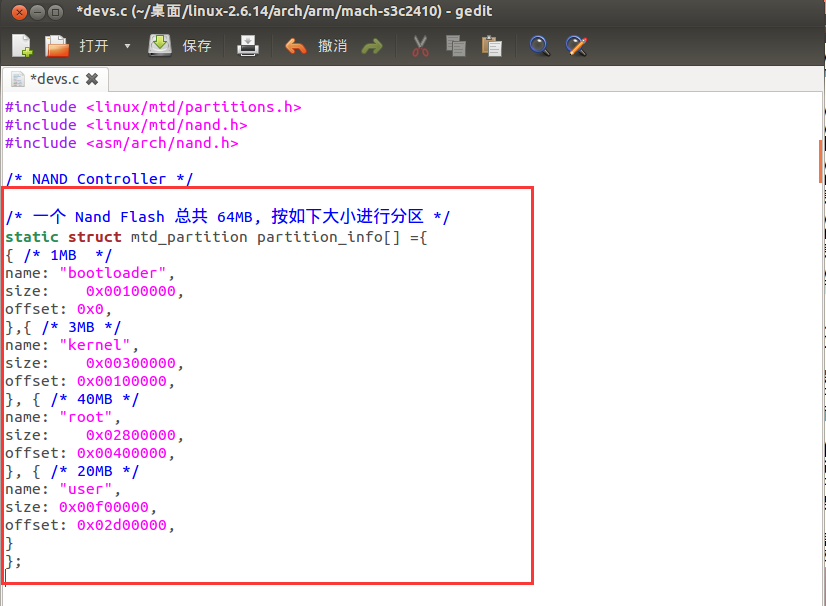 *devs.c (~/桌面/linux-2.6.14/arch/arm/mach-s3c2410) - gedit
打开 保存 撤消
*devs.c
#include <linux/mtd/partitions.h>
#include <linux/mtd/nand.h>
#include <asm/arch/nand.h>
/* NAND Controller */
/* 一个 Nand Flash 总共 64MB, 按如下大小进行分区 */
static struct mtd_partition partition_info[] ={
{ /* 1MB  */
name: "bootloader",
size:    0x00100000,
offset: 0x0,
},{ /* 3MB */
name: "kernel",
size:    0x00300000,
offset: 0x00100000,
}, { /* 40MB */
name: "root",
size:    0x02800000,
offset: 0x00400000,
}, { /* 20MB */
name: "user",
size: 0x00f00000,
offset: 0x02d00000,
}
};